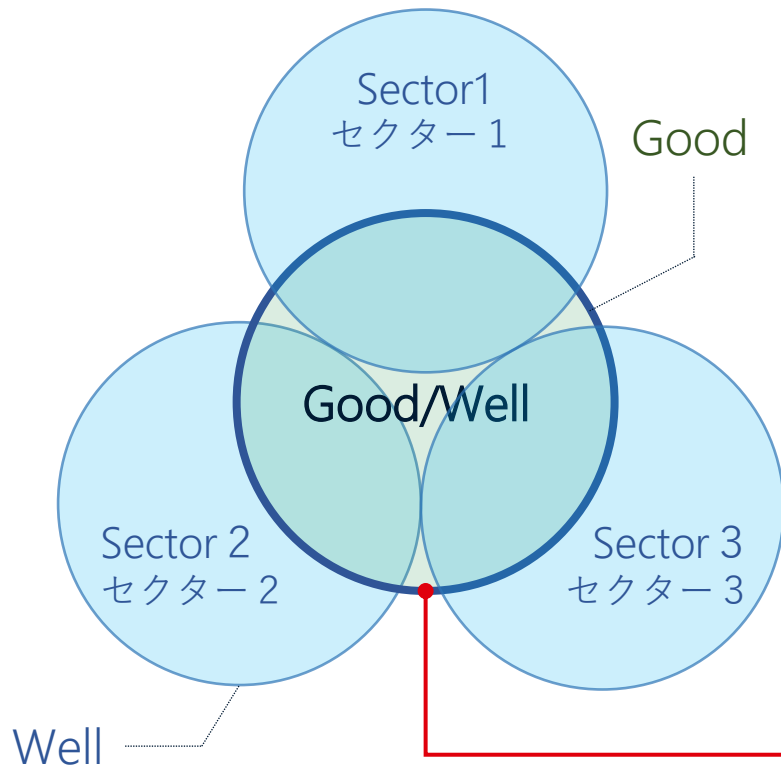 Sector1
セクター１
Good
Good/Well
Sector 2
セクター２
Sector 3
セクター３
Well